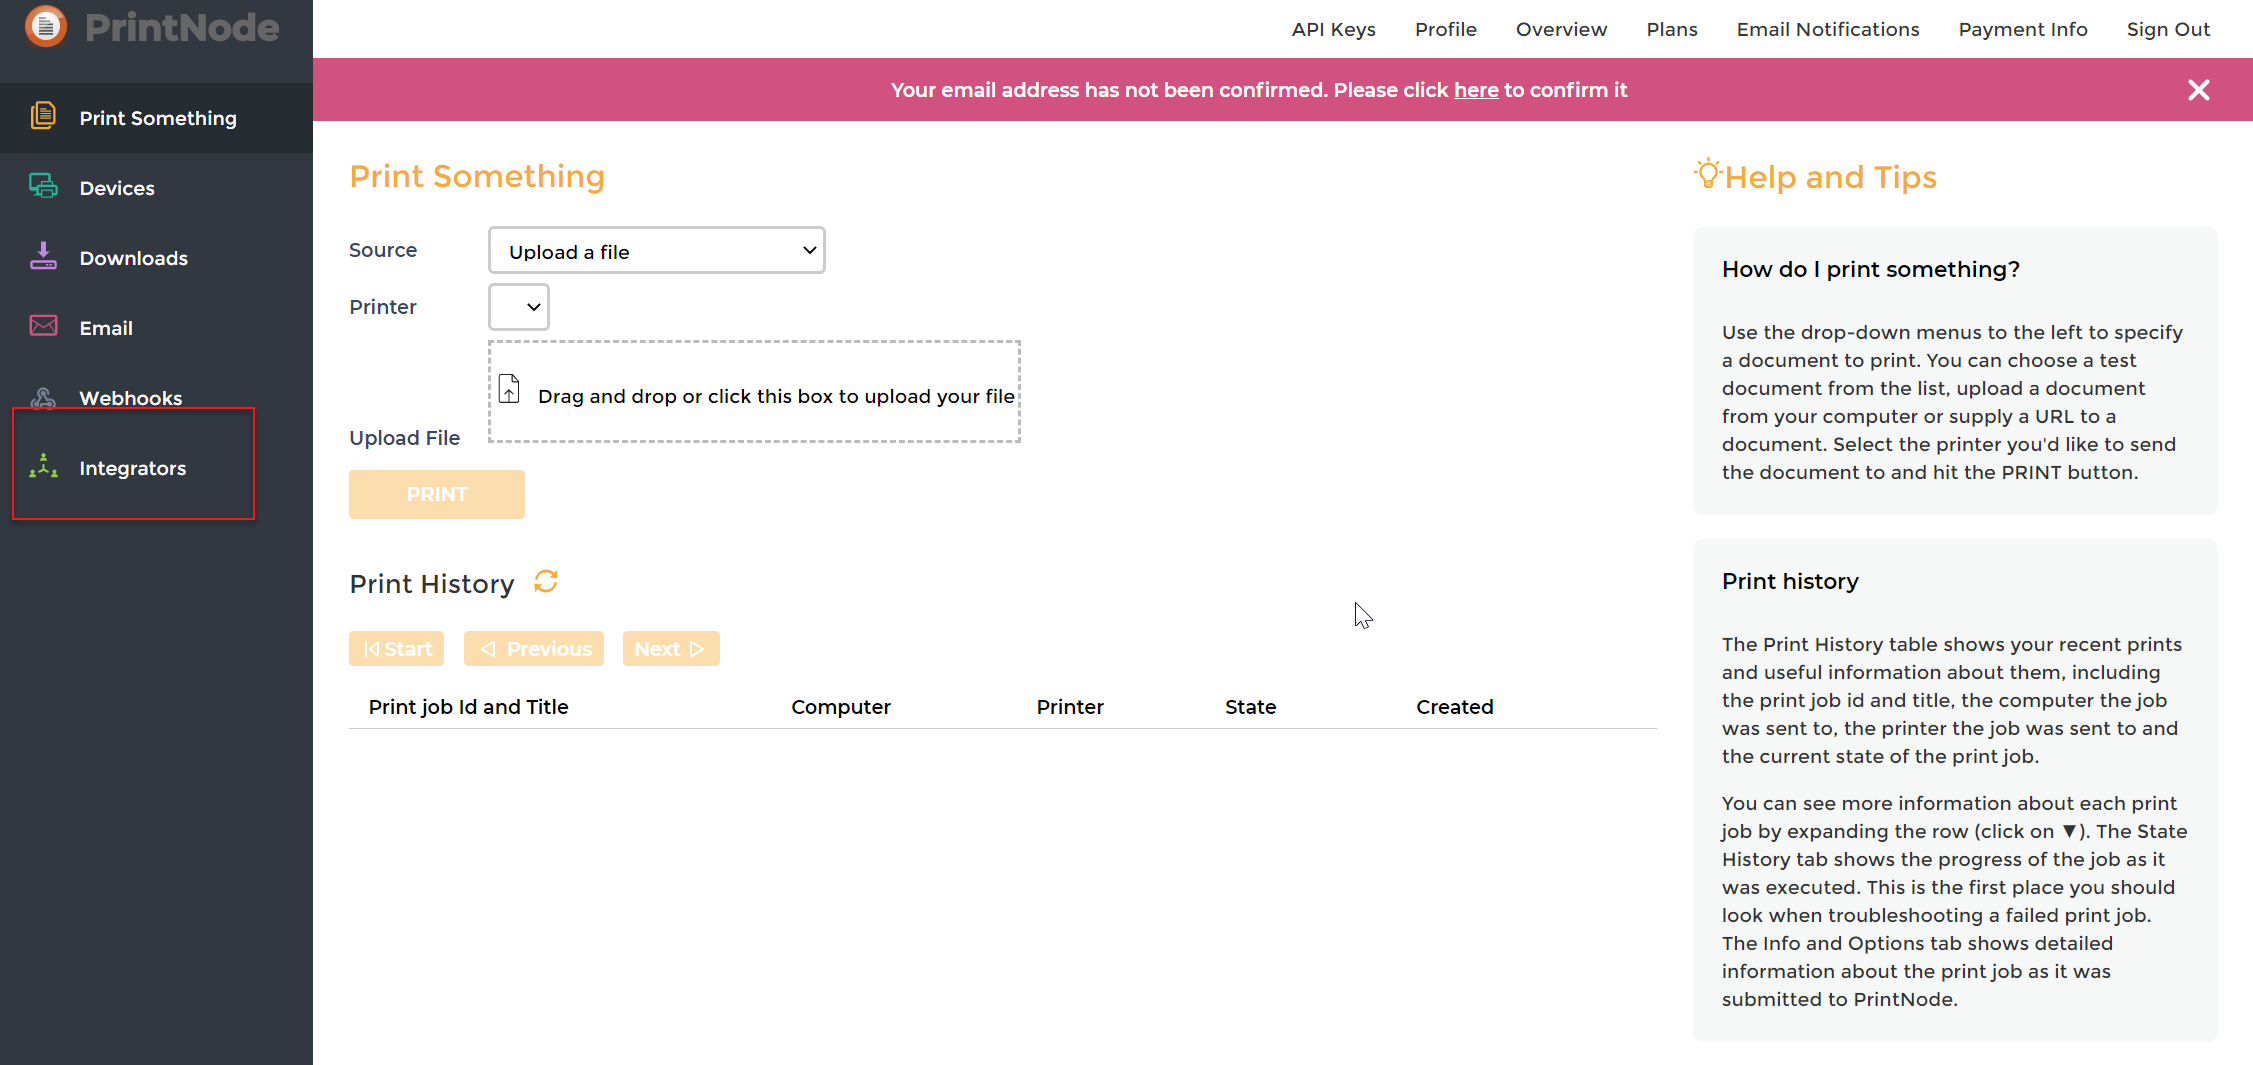 PrintNode
API Keys Profile Overview Plans Email Notifications Payment Info Sign Out
Your email address has not been confirmed. Please click here to confirm it
Print Something
Devices
Downloads
Email
Webhooks
Integrators
Print Something
Source Upload a file
Printer
Drag and drop or click this box to upload your file
Upload File
PRINT
Print History
Start Previous Next
Print job Id and Title Computer Printer State Created
Help and Tips
How do I print something?
Use the drop-down menus to the left to specify
a document to print. You can choose a test
document from the list, upload a document
from your computer or supply a URL to a
document. Select the printer you'd like to send
the document to and hit the PRINT button.
Print history
The Print History table shows your recent prints
and useful information about them, including
the print job id and title, the computer the job
was sent to, the printer the job was sent to and
the current state of the print job.
You can see more information about each print
job by expanding the row (click on ▼). The State
History tab shows the progress of the job as it
was executed. This is the first place you should
look when troubleshooting a failed print job.
The Info and Options tab shows detailed
information about the print job as it was
submitted to PrintNode.